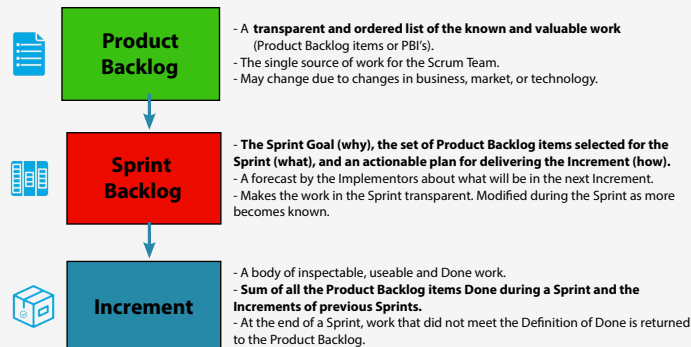 Product
Backlog
- A transparent and ordered list of the known and valuable work
(Product Backlog items or PBI's).
- The single source of work for the Scrum Team.
- May change due to changes in business, market, or technology.
Sprint
Backlog
- The Sprint Goal (why), the set of Product Backlog items selected for the
Sprint (what), and an actionable plan for delivering the Increment (how).
- A forecast by the Implementors about what will be in the next Increment.
- Makes the work in the Sprint transparent. Modified during the Sprint as more
becomes known.
Increment
- A body of inspectable, useable and Done work.
- Sum of all the Product Backlog items Done during a Sprint and the
Increments of previous Sprints.
- At the end of a Sprint, work that did not meet the Definition of Done is returned
to the Product Backlog.